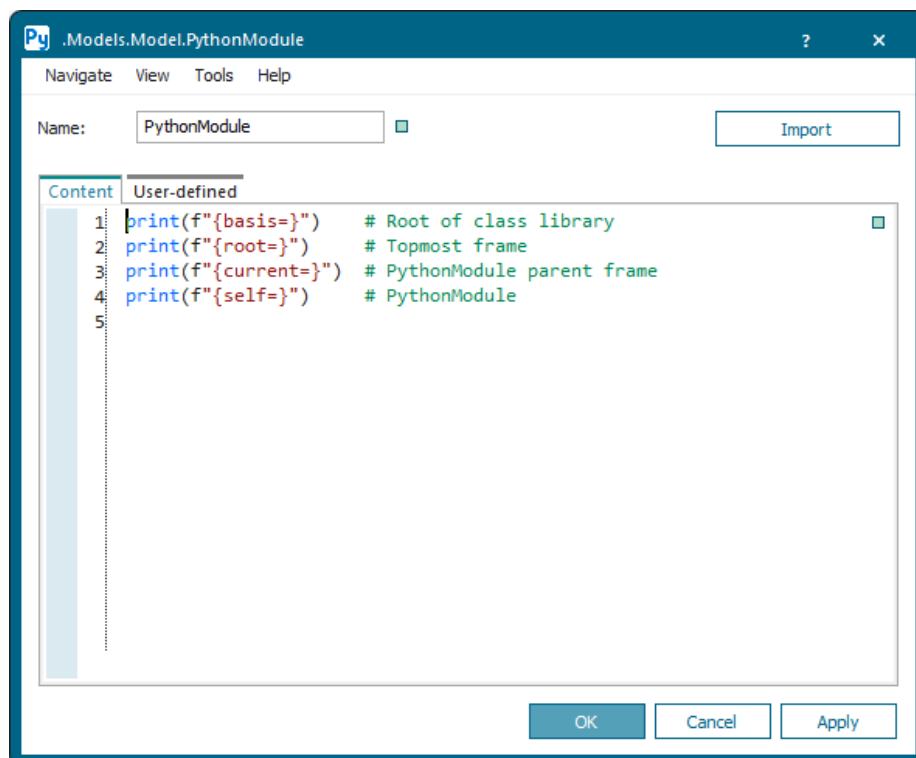 Py .Models.Model.PythonModule ? ×
Navigate View Tools Help
Name: PythonModule Import
Content User-defined
1 print(f"{basis=}")    # Root of class library
2 print(f"{root=}")     # Topmost frame
3 print(f"{current=}")  # PythonModule parent frame
4 print(f"{self=}")     # PythonModule
5
OK Cancel Apply